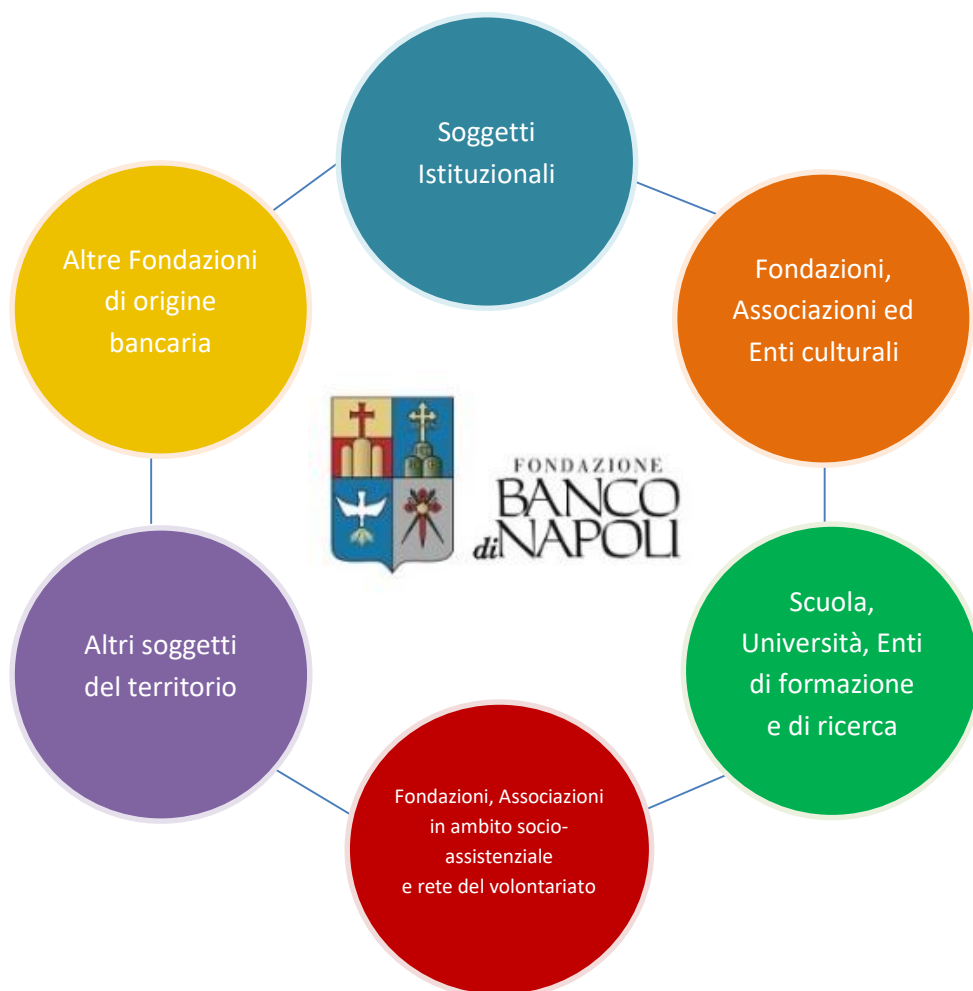 Soggetti
Istituzionali
Altre Fondazioni
di origine
bancaria
Fondazioni,
Associazioni ed
Enti culturali
FONDAZIONE
BANCO
di NAPOLI
Altri soggetti
del territorio
Scuola,
Università, Enti
di formazione
e di ricerca
Fondazioni, Associazioni
in ambito socio-
assistenziale
e rete del volontariato